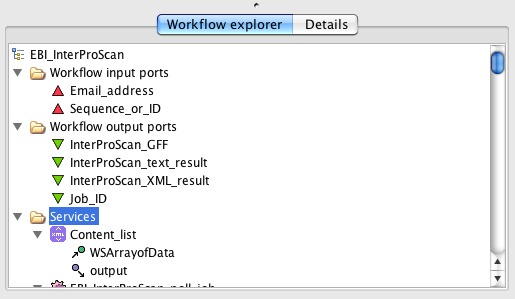 Workflow explorer Details
EBI_InterProScan
Workflow input ports
Email_address
Sequence_or_ID
Workflow output ports
InterProScan_GFF
InterProScan_text_result
InterProScan_XML_result
Job_ID
Services
Content_list
WSArrayofData
output
EBI_InterProScan_poll_job